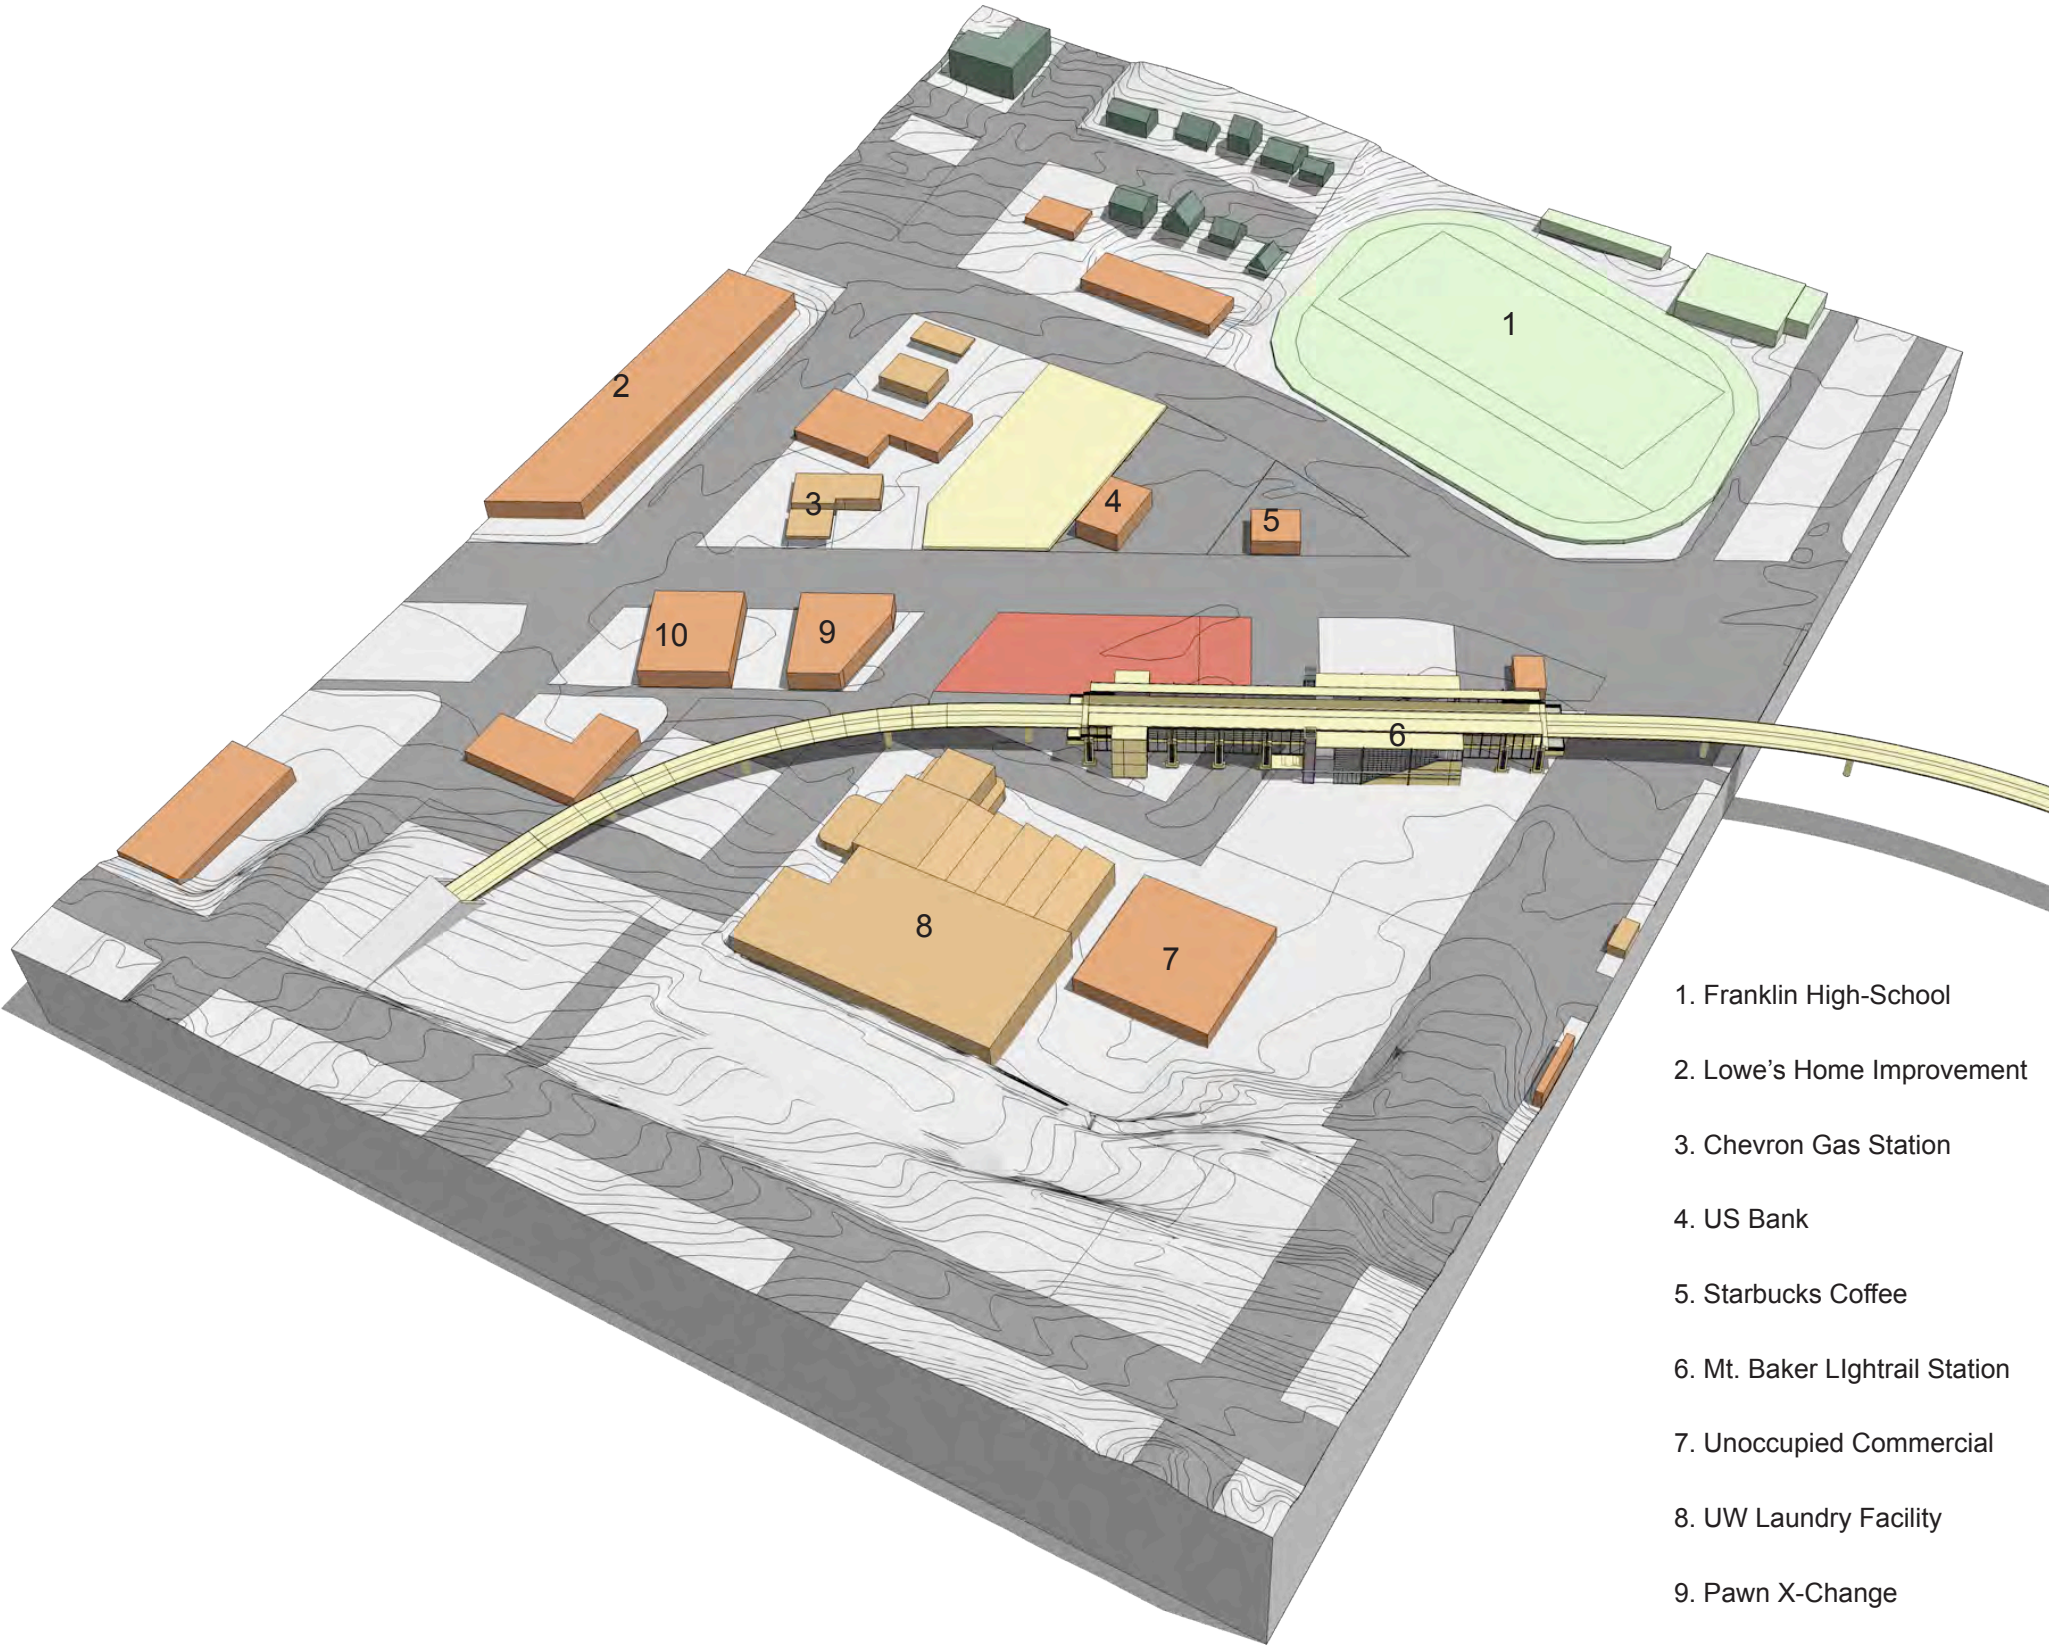 1
2
3
4
5
10
9
6
8
7
1. Franklin High-School
2. Lowe's Home Improvement
3. Chevron Gas Station
4. US Bank
5. Starbucks Coffee
6. Mt. Baker LIghtrail Station
7. Unoccupied Commercial
8. UW Laundry Facility
9. Pawn X-Change